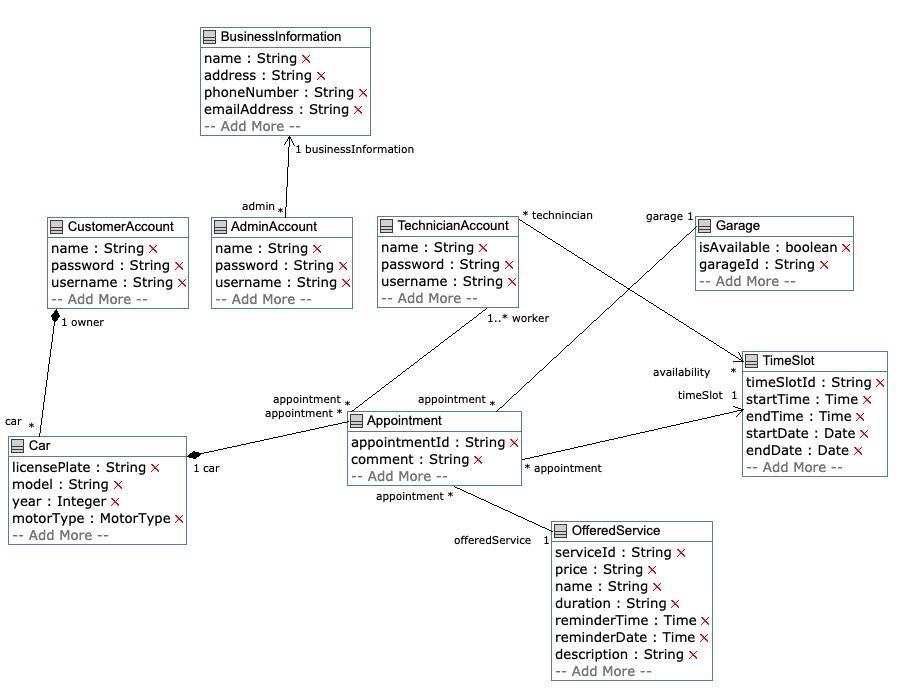 BusinessInformation
name : String ×
address : String ×
phoneNumber : String ×
emailAddress : String ×
-- Add More --
1 businessInformation
admin *
CustomerAccount
name : String ×
password : String ×
username : String ×
-- Add More --
AdminAccount
name : String ×
password : String ×
username : String ×
-- Add More --
TechnicianAccount
name : String ×
password : String ×
username : String ×
-- Add More --
* technincian
garage 1
Garage
isAvailable : boolean ×
garageId : String ×
-- Add More --
1 owner
1..* worker
availability *
timeSlot 1
TimeSlot
timeSlotId : String ×
startTime : Time ×
endTime : Time ×
startDate : Date ×
endDate : Date ×
-- Add More --
car *
appointment *
appointment *
appointment *
Car
licensePlate : String ×
model : String ×
year : Integer ×
motorType : MotorType ×
-- Add More --
1 car
Appointment
appointmentId : String ×
comment : String ×
-- Add More --
* appointment
appointment *
offeredService 1
OfferedService
serviceId : String ×
price : String ×
name : String ×
duration : String ×
reminderTime : Time ×
reminderDate : Time ×
description : String ×
-- Add More --